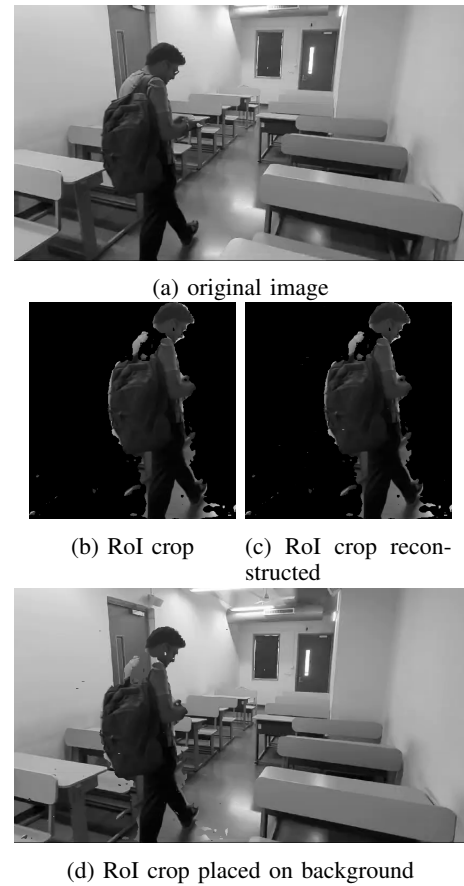 (a) original image
(b) RoI crop
(c) RoI crop recon-
structed
(d) RoI crop placed on background